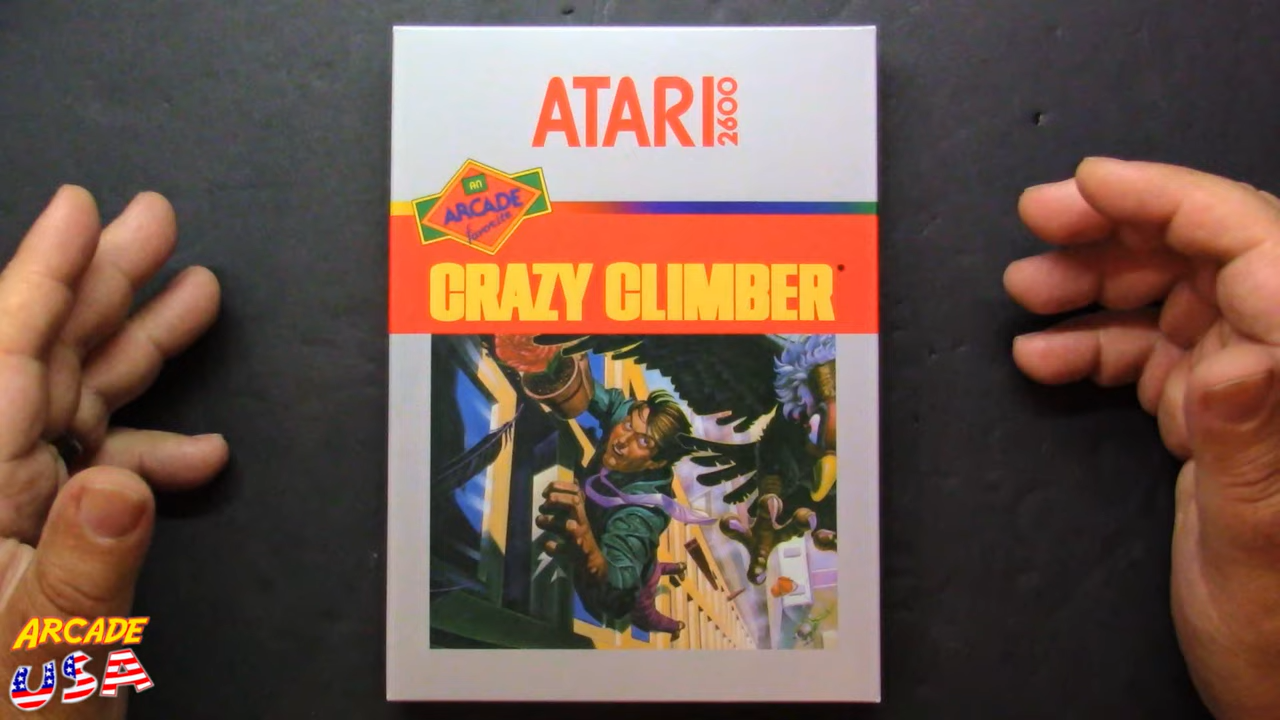 ATARI 2600
AN
ARCADE
favorite
CRAZY CLIMBER
ARCADE
USA